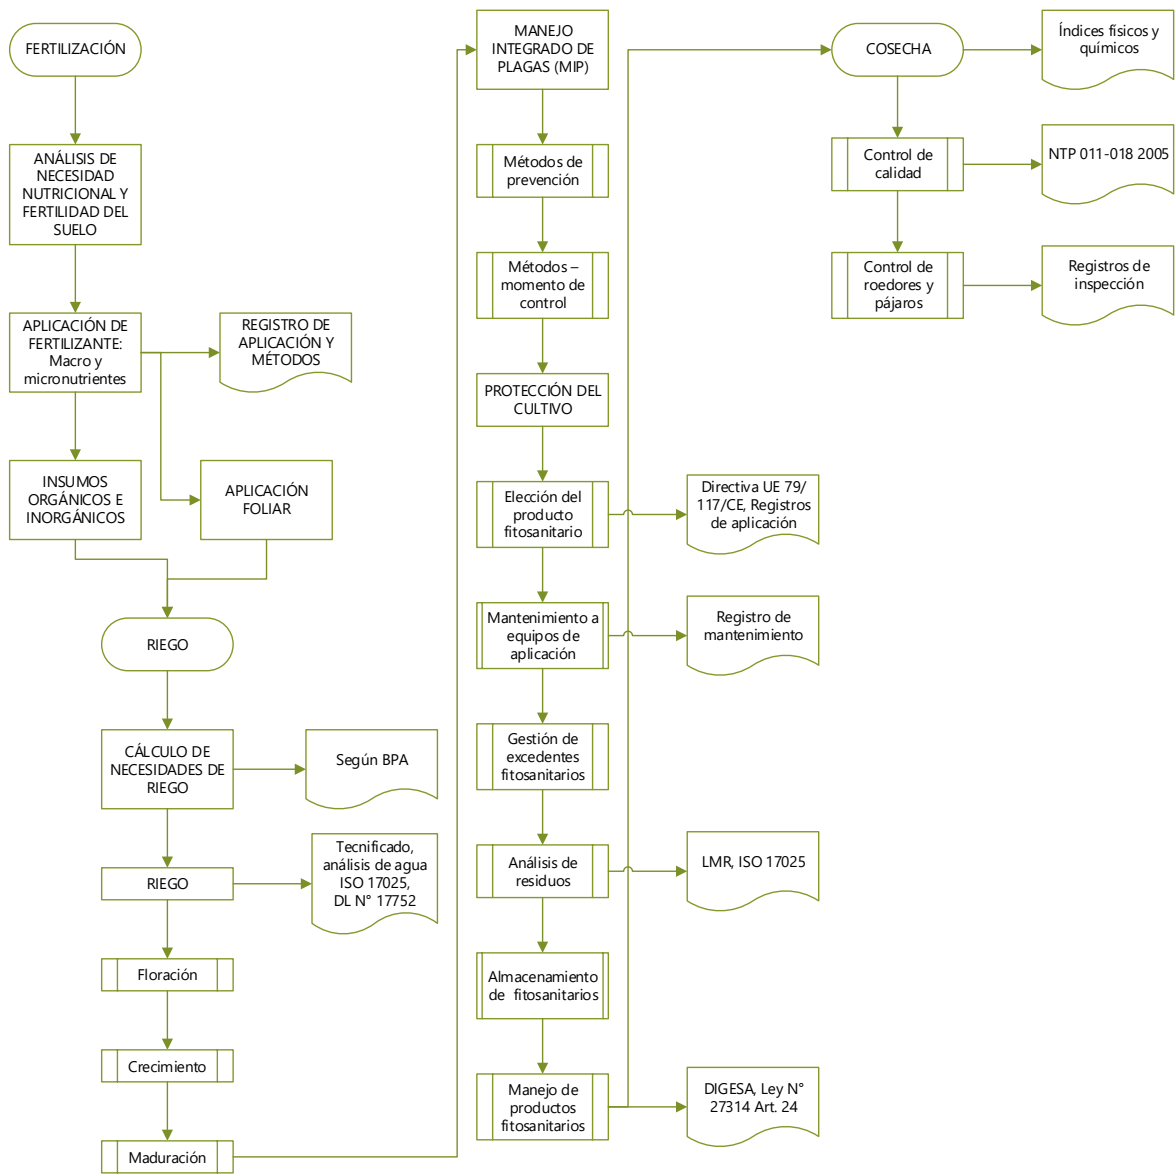 FERTILIZACIÓN
ANÁLISIS DE
NECESIDAD
NUTRICIONAL Y
FERTILIDAD DEL
SUELO
APLICACIÓN DE
FERTILIZANTE:
Macro y
micronutrientes
REGISTRO DE
APLICACIÓN Y
MÉTODOS
INSUMOS
ORGÁNICOS E
INORGÁNICOS
APLICACIÓN
FOLIAR
RIEGO
CÁLCULO DE
NECESIDADES DE
RIEGO
Según BPA
RIEGO
Tecnificado,
análisis de agua
ISO 17025,
DL N° 17752
Floración
Crecimiento
Maduración
MANEJO
INTEGRADO DE
PLAGAS (MIP)
Métodos de
prevención
Métodos –
momento de
control
PROTECCIÓN DEL
CULTIVO
Elección del
producto
fitosanitario
Directiva UE 79/
117/CE, Registros
de aplicación
Mantenimiento a
equipos de
aplicación
Registro de
mantenimiento
Gestión de
excedentes
fitosanitarios
Análisis de
residuos
LMR, ISO 17025
Almacenamiento
de fitosanitarios
Manejo de
productos
fitosanitarios
DIGESA, Ley N°
27314 Art. 24
COSECHA
Índices físicos y
químicos
Control de
calidad
NTP 011-018 2005
Control de
roedores y
pájaros
Registros de
inspección